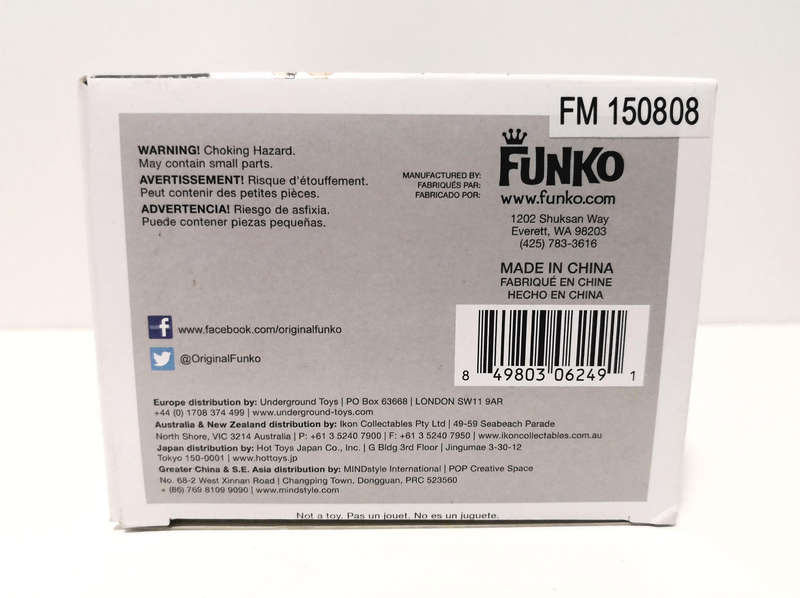 FM 150808
WARNING! Choking Hazard.
May contain small parts.
AVERTISSEMENT! Risque d'étouffement.
Peut contenir des petites pièces.
ADVERTENCIA! Riesgo de asfixia.
Puede contener piezas pequeñas.
MANUFACTURED BY:
FABRIQUÉS PAR:
FABRICADO POR:
FUNKO
www.funko.com
1202 Shuksan Way
Everett, WA 98203
(425) 783-3616
MADE IN CHINA
FABRIQUÉ EN CHINE
HECHO EN CHINA
8 49803 06249 1
f www.facebook.com/originalfunko
@OriginalFunko
Europe distribution by: Underground Toys | PO Box 63668 | LONDON SW11 9AR
+44 (0) 1708 374 499 | www.underground-toys.com
Australia & New Zealand distribution by: Ikon Collectables Pty Ltd | 49-59 Seabeach Parade
North Shore, VIC 3214 Australia | P: +61 3 5240 7900 | F: +61 3 5240 7950 | www.ikoncollectables.com.au
Japan distribution by: Hot Toys Japan Co., Inc. | G Bldg 3rd Floor | Jingumae 3-30-12
Tokyo 150-0001 | www.hottoys.jp
Greater China & S.E. Asia distribution by: MINDstyle International | POP Creative Space
No. 68-2 West Xinnan Road | Changping Town, Dongguan, PRC 523560
+ (86) 769 8109 9090 | www.mindstyle.com
Not a toy. Pas un jouet. No es un juguete.